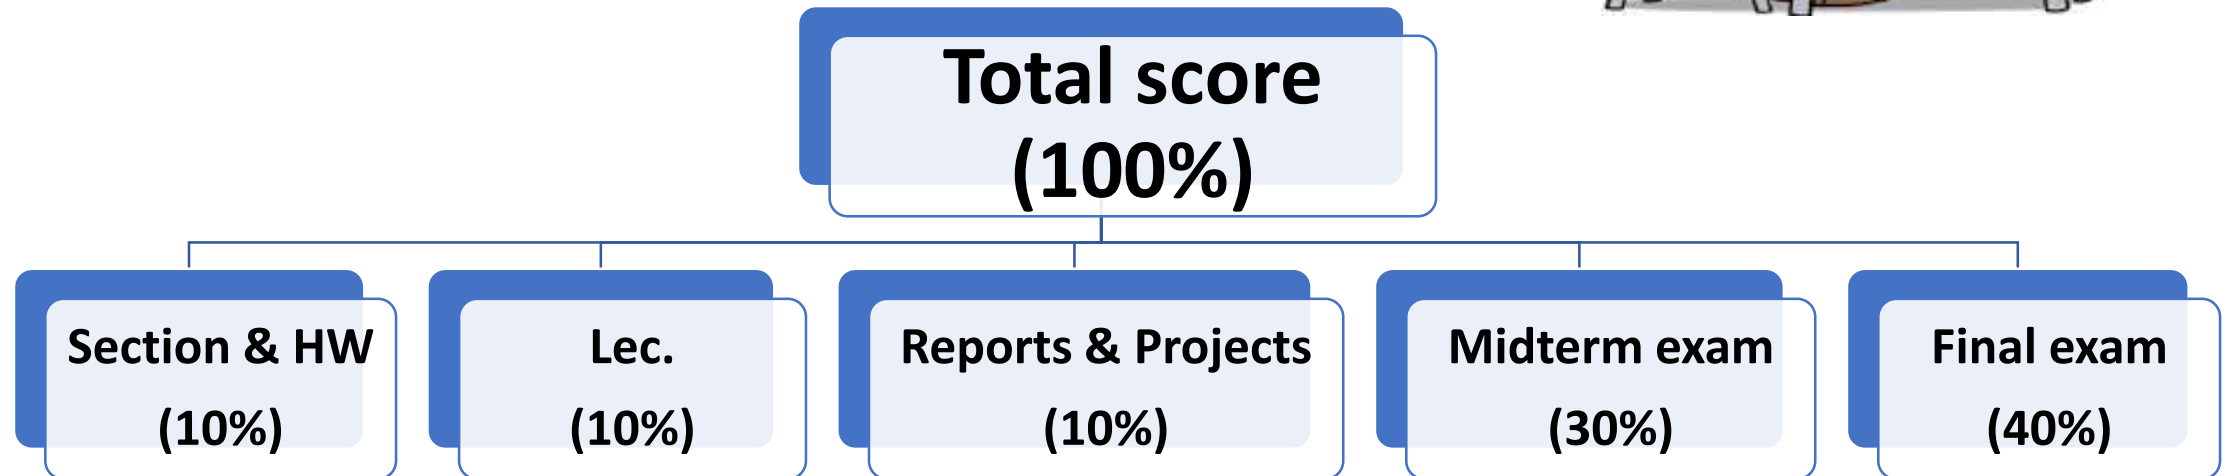 Total score
(100%)
Section & HW
(10%)
Lec.
(10%)
Reports & Projects
(10%)
Midterm exam
(30%)
Final exam
(40%)